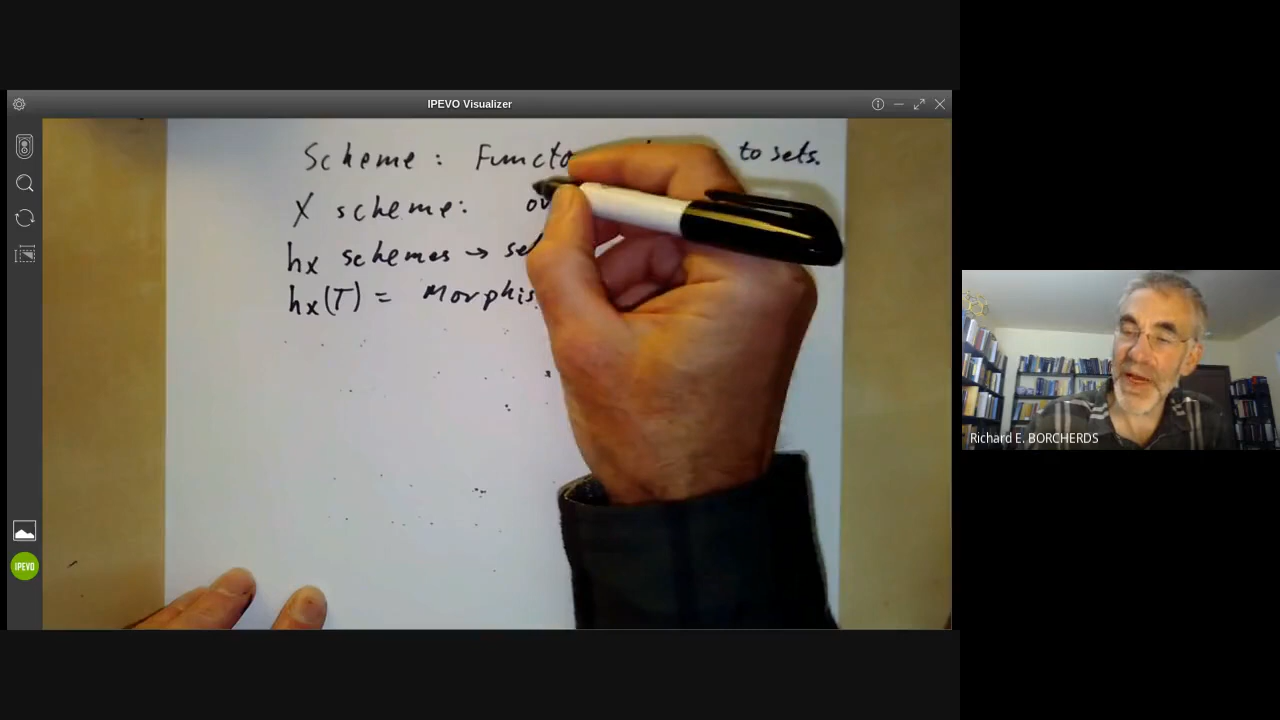 IPEVO Visualizer
Scheme: Functo to sets.
X scheme: ov
hx schemes → se
hx(T) = Morphis
IPEVO
Richard E. BORCHERDS